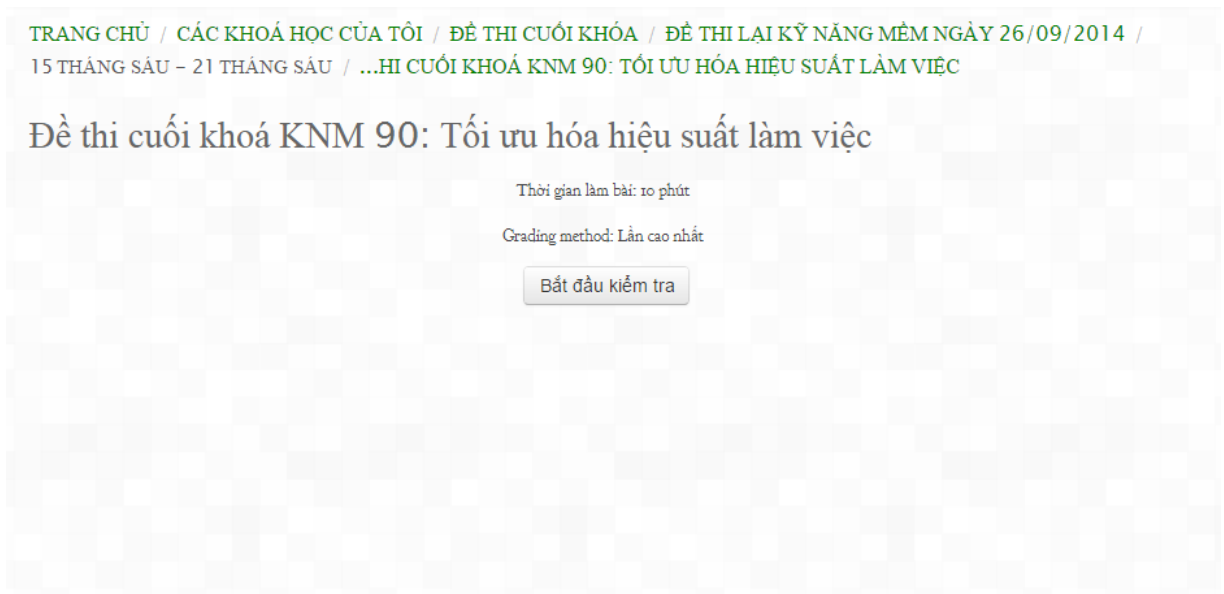 TRANG CHỦ / CÁC KHOÁ HỌC CỦA TÔI / ĐỀ THI CUỐI KHÓA / ĐỀ THI LẠI KỸ NĂNG MỀM NGÀY 26/09/2014 /
15 THÁNG SÁU – 21 THÁNG SÁU / ...HI CUỐI KHOÁ KNM 90: TỐI ƯU HÓA HIỆU SUẤT LÀM VIỆC
Đề thi cuối khoá KNM 90: Tối ưu hóa hiệu suất làm việc
Thời gian làm bài: 10 phút
Grading method: Lần cao nhất
Bắt đầu kiểm tra